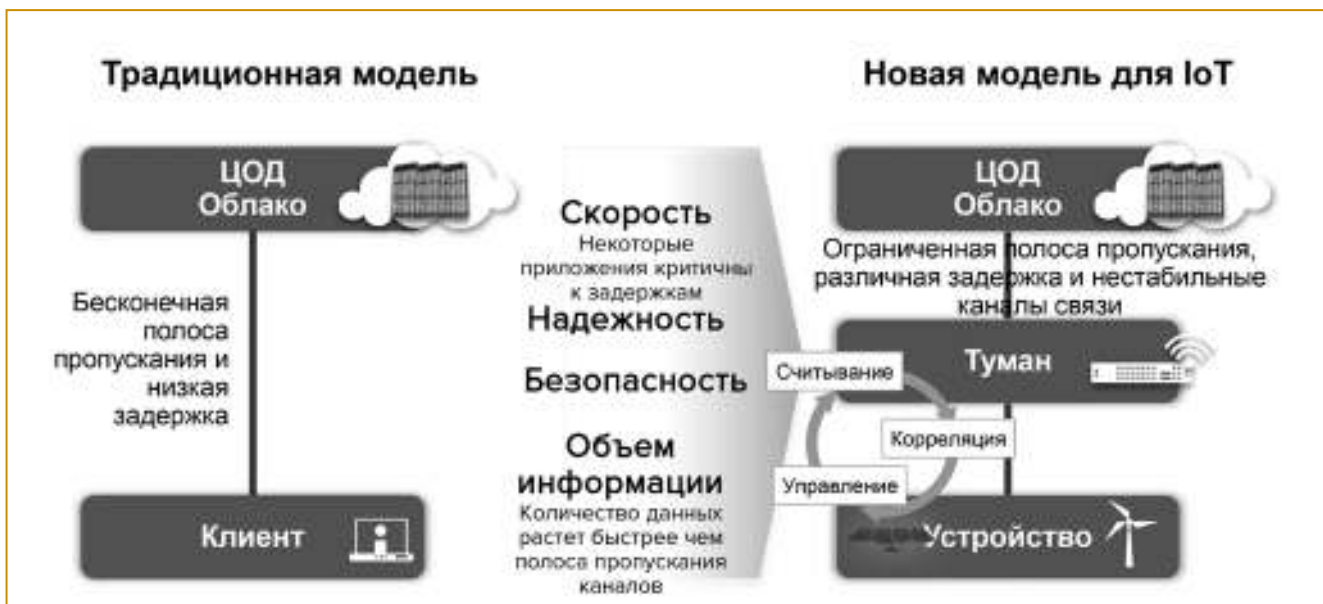 Традиционная модель
ЦОД
Облако
Бесконечная
полоса
пропускания и
низкая
задержка
Клиент
Скорость
Некоторые
приложения критичны
к задержкам
Надежность
Безопасность
Объем
информации
Количество данных
растет быстрее чем
полоса пропускания
каналов
Новая модель для IoT
ЦОД
Облако
Ограниченная полоса пропускания,
различная задержка и нестабильные
каналы связи
Туман
Считывание
Корреляция
Управление
Устройство